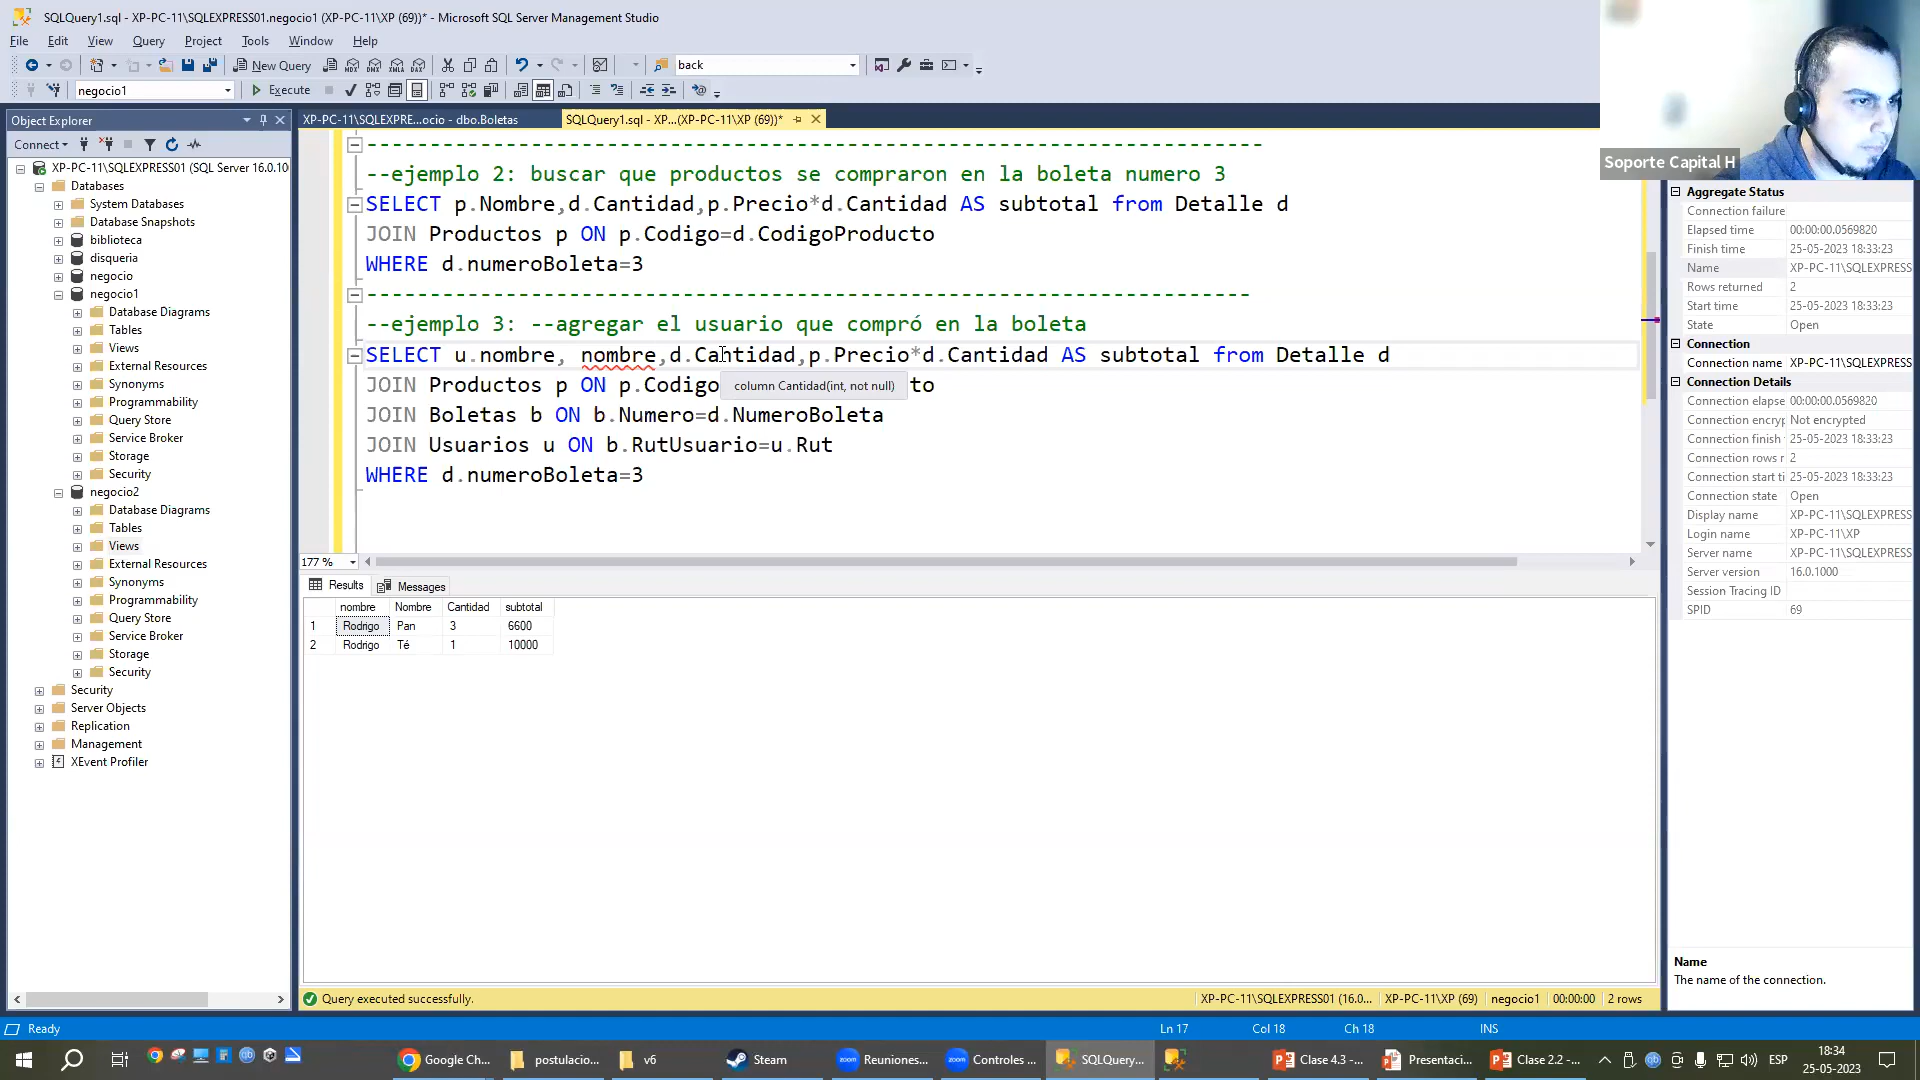 SQLQuery1.sql - XP-PC-11\SQLEXPRESS01.negocio1 (XP-PC-11\XP (69))* - Microsoft SQL Server Management Studio
File Edit View Query Project Tools Window Help
New Query
back
negocio1
Execute
Object Explorer
XP-PC-11\SQLEXPRE...ocio - dbo.Boletas
SQLQuery1.sql - XP...(XP-PC-11\XP (69))*
Connect
XP-PC-11\SQLEXPRESS01 (SQL Server 16.0.10
Databases
System Databases
Database Snapshots
biblioteca
disqueria
negocio
negocio1
Database Diagrams
Tables
Views
External Resources
Synonyms
Programmability
Query Store
Service Broker
Storage
Security
negocio2
Database Diagrams
Tables
Views
External Resources
Synonyms
Programmability
Query Store
Service Broker
Storage
Security
Security
Server Objects
Replication
Management
XEvent Profiler
--ejemplo 2: buscar que productos se compraron en la boleta numero 3
SELECT p.Nombre,d.Cantidad,p.Precio*d.Cantidad AS subtotal from Detalle d
JOIN Productos p ON p.Codigo=d.CodigoProducto
WHERE d.numeroBoleta=3
--ejemplo 3: --agregar el usuario que compró en la boleta
SELECT u.nombre, nombre,d.Cantidad,p.Precio*d.Cantidad AS subtotal from Detalle d
JOIN Productos p ON p.Codigo to
column Cantidad(int, not null)
JOIN Boletas b ON b.Numero=d.NumeroBoleta
JOIN Usuarios u ON b.RutUsuario=u.Rut
WHERE d.numeroBoleta=3
177 %
Results Messages
nombre Nombre Cantidad subtotal
1 Rodrigo Pan 3 6600
2 Rodrigo Té 1 10000
Query executed successfully.
XP-PC-11\SQLEXPRESS01 (16.0... XP-PC-11\XP (69) negocio1 00:00:00 2 rows
Soporte Capital H
Aggregate Status
Connection failure
Elapsed time 00:00:00.0569820
Finish time 25-05-2023 18:33:23
Name XP-PC-11\SQLEXPRESS
Rows returned 2
Start time 25-05-2023 18:33:23
State Open
Connection
Connection name XP-PC-11\SQLEXPRESS
Connection Details
Connection elapse 00:00:00.0569820
Connection encryp Not encrypted
Connection finish 25-05-2023 18:33:23
Connection rows r 2
Connection start ti 25-05-2023 18:33:23
Connection state Open
Display name XP-PC-11\SQLEXPRESS
Login name XP-PC-11\XP
Server name XP-PC-11\SQLEXPRESS
Server version 16.0.1000
Session Tracing ID
SPID 69
Name
The name of the connection.
Ready
Ln 17 Col 18 Ch 18 INS
Google Ch... postulacio... v6 Steam Reuniones... Controles ... SQLQuery... Clase 4.3 -... Presentaci... Clase 2.2 -... ESP
18:34
25-05-2023